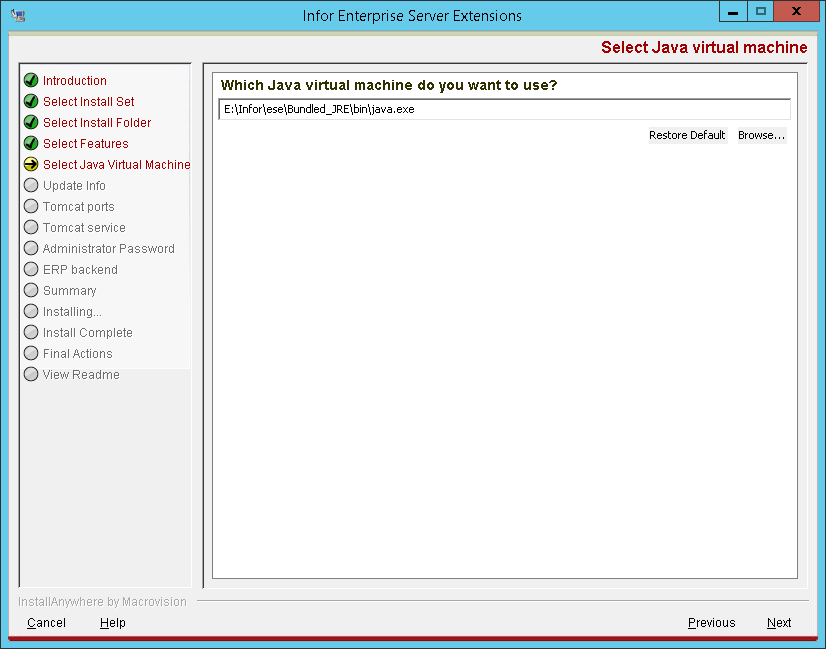 Infor Enterprise Server Extensions
Select Java virtual machine
Introduction
Select Install Set
Select Install Folder
Select Features
Select Java Virtual Machine
Update Info
Tomcat ports
Tomcat service
Administrator Password
ERP backend
Summary
Installing...
Install Complete
Final Actions
View Readme
Which Java virtual machine do you want to use?
E:\Infor\ese\Bundled_JRE\bin\java.exe
Restore Default Browse...
InstallAnywhere by Macrovision
Cancel Help Previous Next